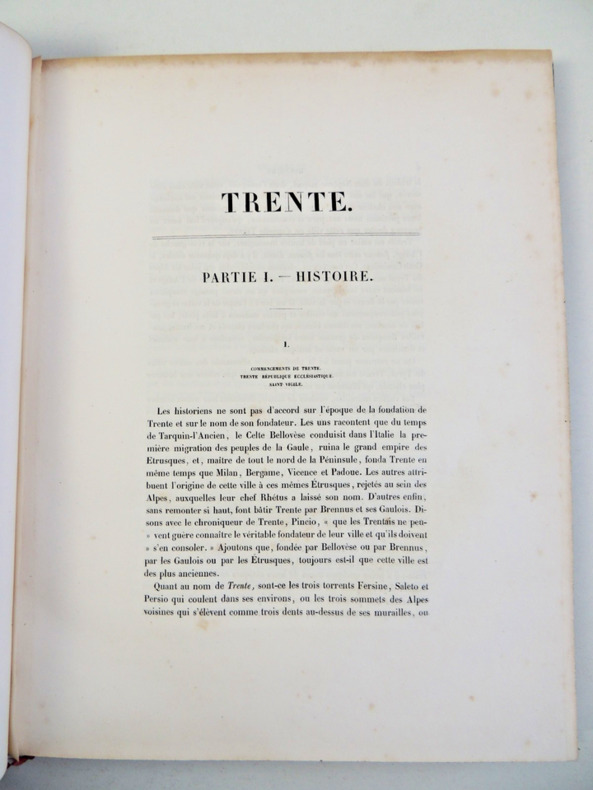 TRENTE.
PARTIE I. — HISTOIRE.
I.
COMMENCEMENTS DE TRENTE.
TRENTE RÉPUBLIQUE ECCLÉSIASTIQUE.
SAINT VIGILE.
Les historiens ne sont pas d'accord sur l'époque de la fondation de
Trente et sur le nom de son fondateur. Les uns racontent que du temps
de Tarquin-l'Ancien, le Celte Bellovèse conduisit dans l'Italie la pre-
mière migration des peuples de la Gaule, ruina le grand empire des
Etrusques, et, maître de tout le nord de la Péninsule, fonda Trente en
même temps que Milan, Bergame, Vicence et Padoue. Les autres attri-
buent l'origine de cette ville à ces mêmes Étrusques, rejetés au sein des
Alpes, auxquelles leur chef Rhétus a laissé son nom. D'autres enfin,
sans remonter si haut, font bâtir Trente par Brennus et ses Gaulois. Di-
sons avec le chroniqueur de Trente, Pincio, « que les Trentais ne peu-
« vent guère connaître le véritable fondateur de leur ville et qu'ils doivent
« s'en consoler. » Ajoutons que, fondée par Bellovèse ou par Brennus,
par les Gaulois ou par les Étrusques, toujours est-il que cette ville est
des plus anciennes.
Quant au nom de Trente, sont-ce les trois torrents Fersine, Saleto et
Persio qui coulent dans ses environs, ou les trois sommets des Alpes
voisines qui s'élèvent comme trois dents au-dessus de ses murailles, ou